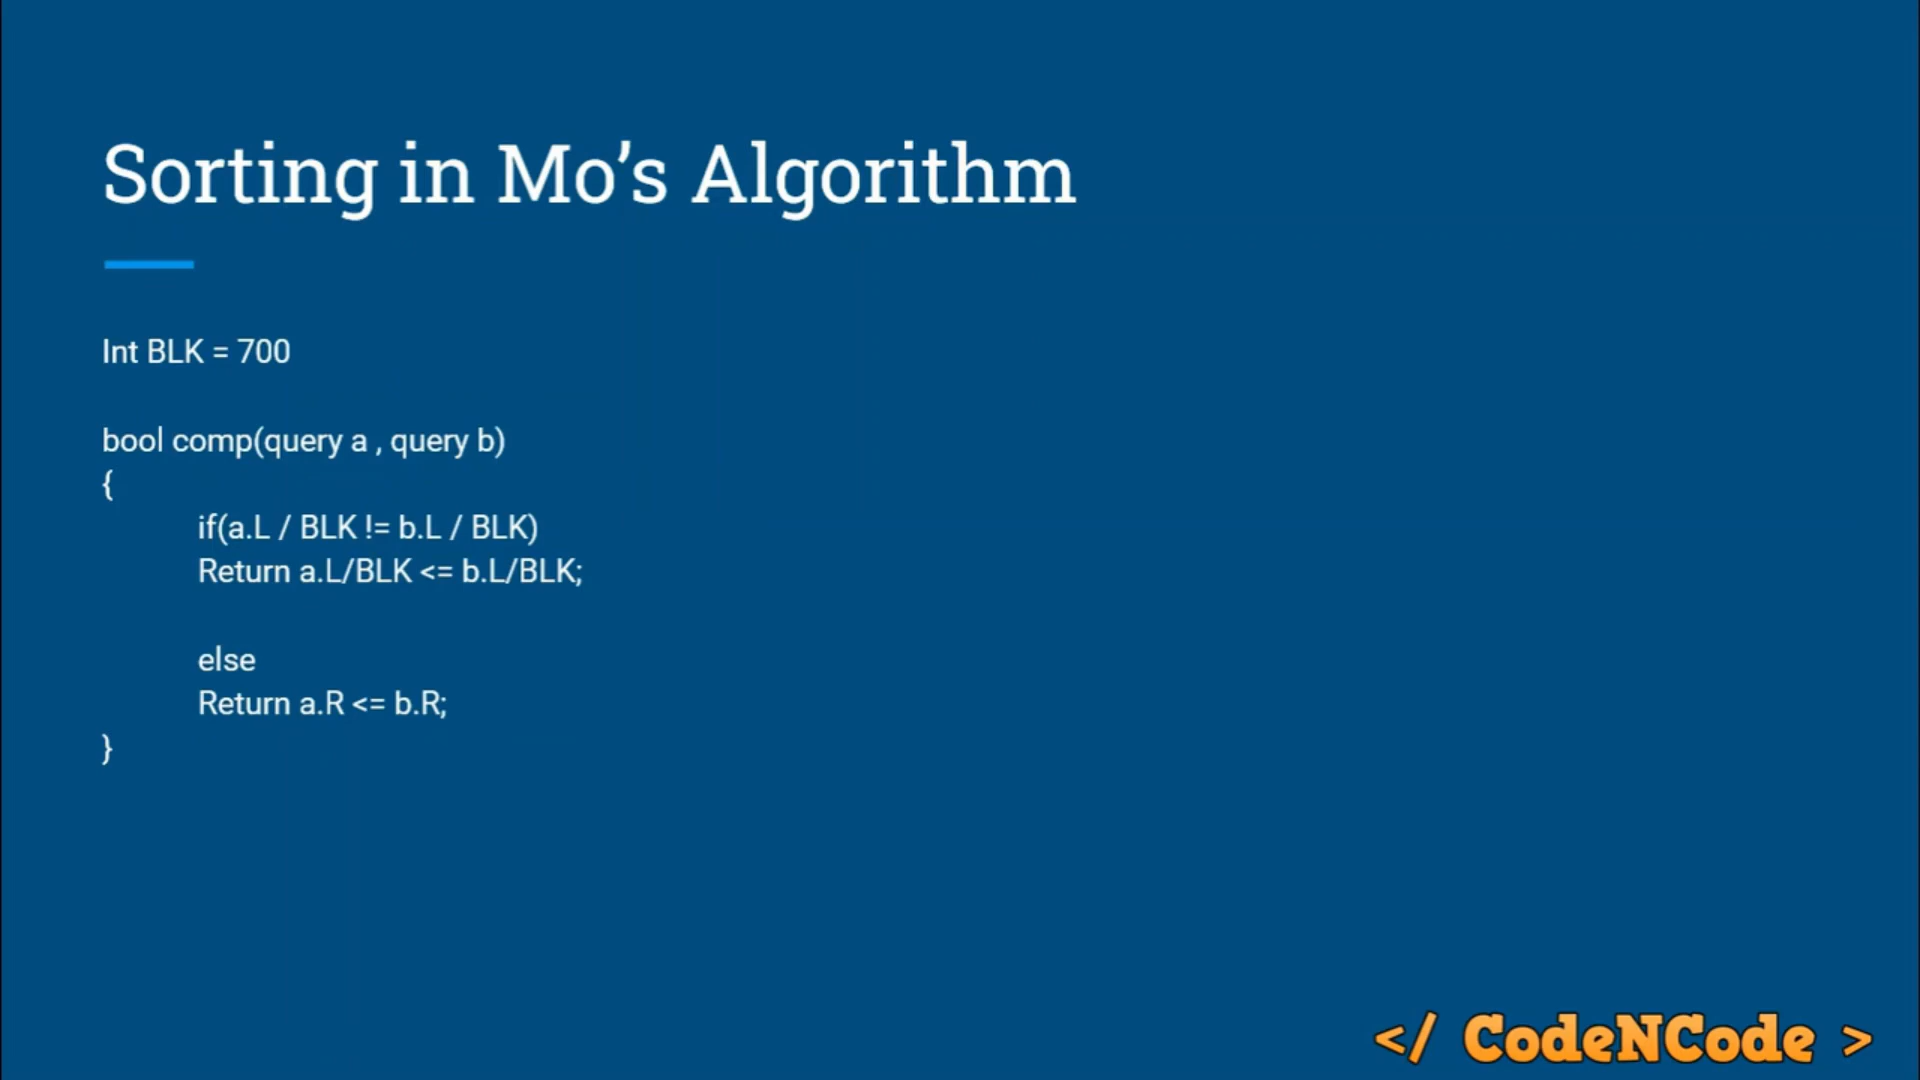 Sorting in Mo’s Algorithm
Int BLK = 700
bool comp(query a , query b)
{
if(a.L / BLK != b.L / BLK)
Return a.L/BLK <= b.L/BLK;
else
Return a.R <= b.R;
}
</ CodeNCode >